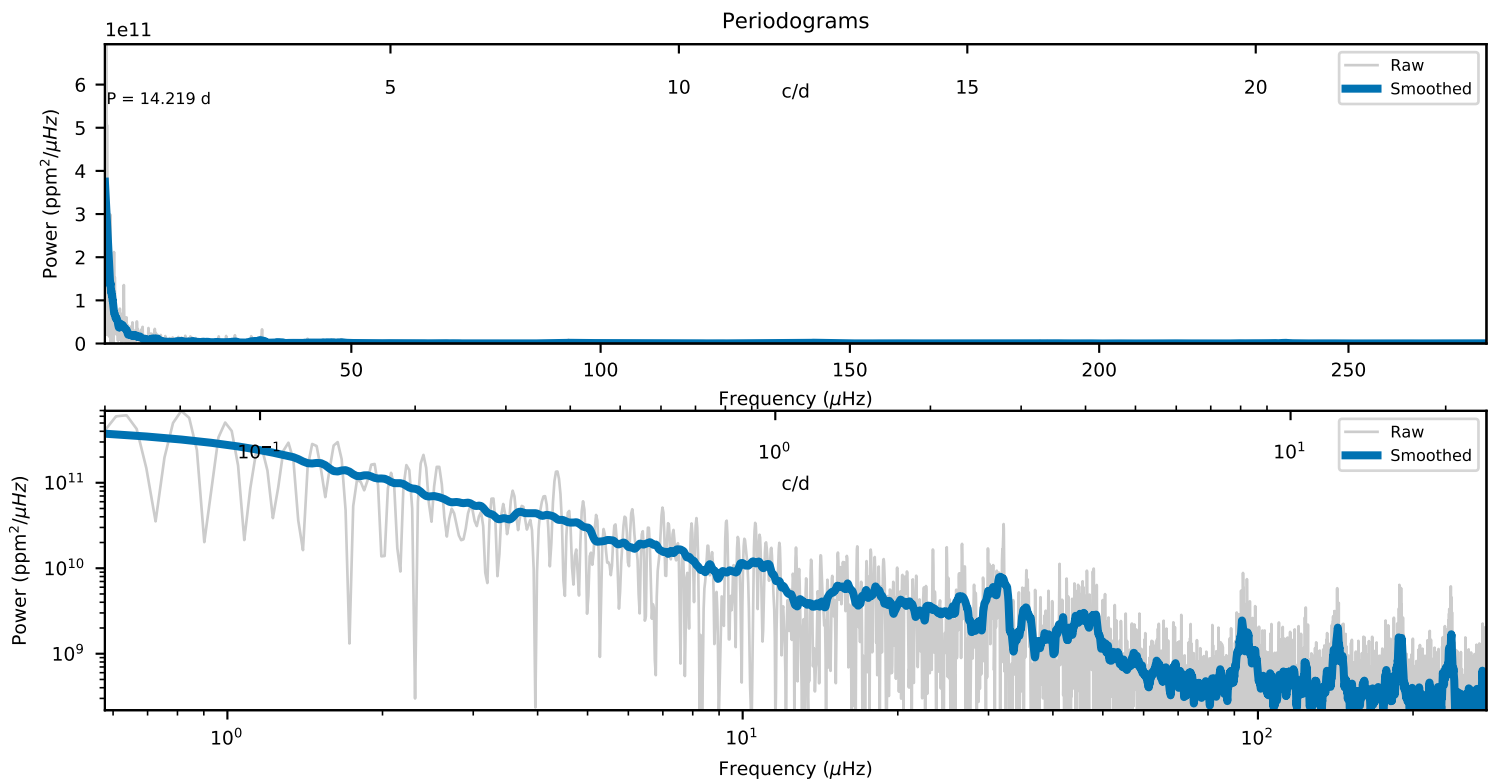 Periodograms
1e11
5 10 15 20
c/d
P = 14.219 d
Raw
Smoothed
6
5
4
3
2
1
0
Power (ppm²/μHz)
50 100 150 200 250
Frequency (μHz)
10⁻¹ 10⁰ 10¹
c/d
Raw
Smoothed
10¹¹
10¹⁰
10⁹
Power (ppm²/μHz)
10⁰ 10¹ 10²
Frequency (μHz)